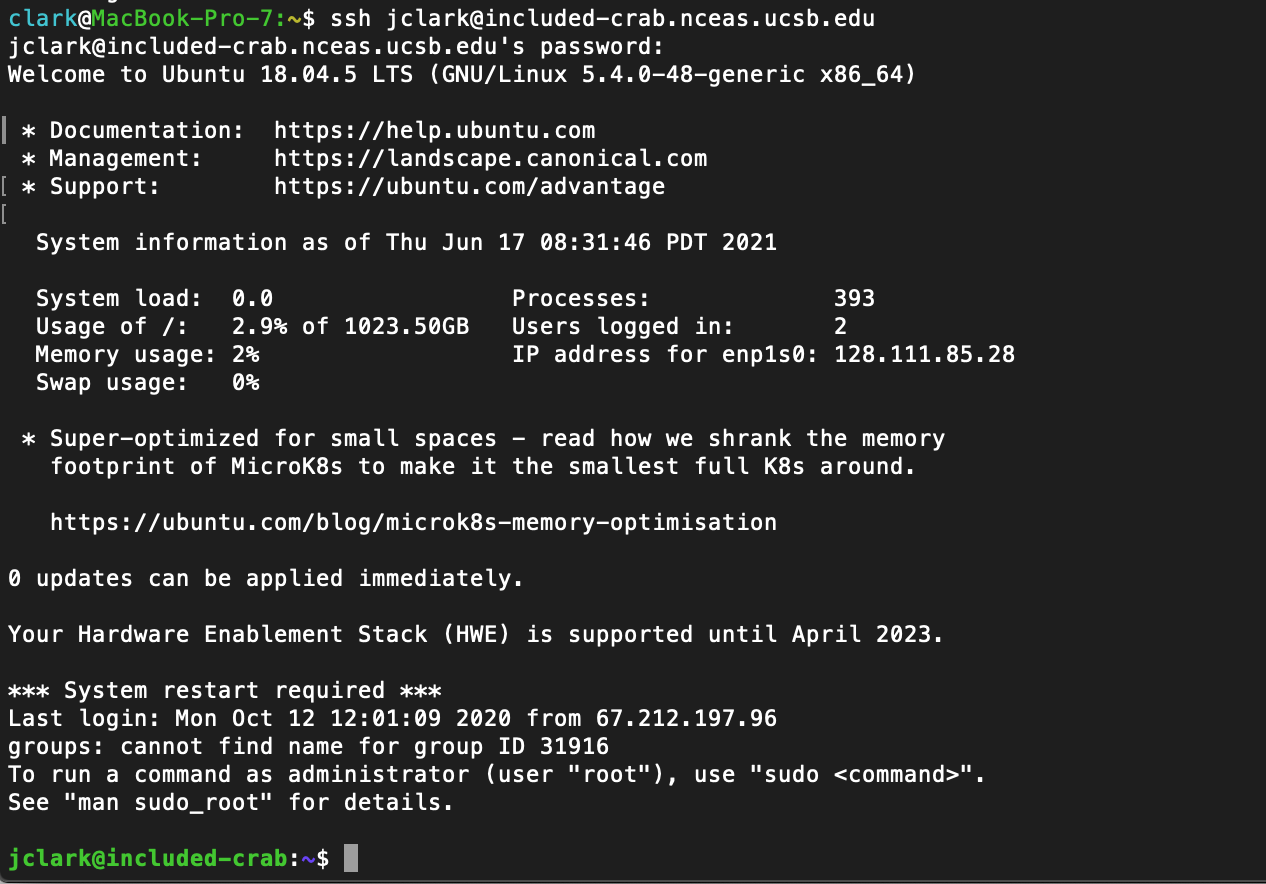 clark@MacBook-Pro-7:~$ ssh jclark@included-crab.nceas.ucsb.edu
jclark@included-crab.nceas.ucsb.edu's password:
Welcome to Ubuntu 18.04.5 LTS (GNU/Linux 5.4.0-48-generic x86_64)

 * Documentation:  https://help.ubuntu.com
 * Management:     https://landscape.canonical.com
[ * Support:        https://ubuntu.com/advantage
[
  System information as of Thu Jun 17 08:31:46 PDT 2021

  System load:  0.0                 Processes:             393
  Usage of /:   2.9% of 1023.50GB   Users logged in:       2
  Memory usage: 2%                  IP address for enp1s0: 128.111.85.28
  Swap usage:   0%

 * Super-optimized for small spaces - read how we shrank the memory
   footprint of MicroK8s to make it the smallest full K8s around.

   https://ubuntu.com/blog/microk8s-memory-optimisation

0 updates can be applied immediately.

Your Hardware Enablement Stack (HWE) is supported until April 2023.

*** System restart required ***
Last login: Mon Oct 12 12:01:09 2020 from 67.212.197.96
groups: cannot find name for group ID 31916
To run a command as administrator (user "root"), use "sudo <command>".
See "man sudo_root" for details.

jclark@included-crab:~$